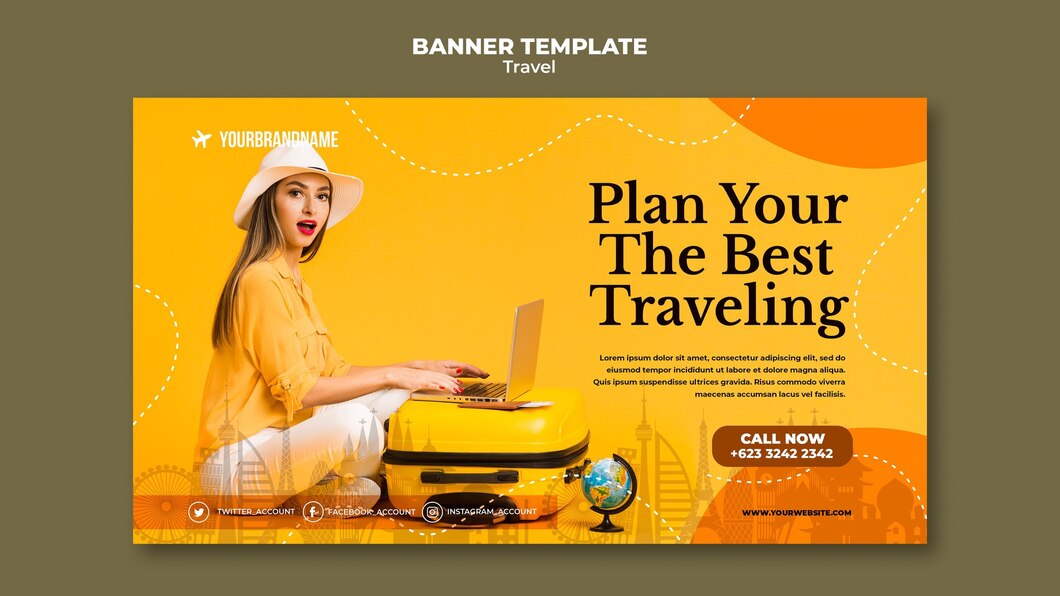 BANNER TEMPLATE
Travel
YOURBRANDNAME
Plan Your
The Best
Traveling
Lorem ipsum dolor sit amet, consectetur adipiscing elit, sed do
eiusmod tempor incididunt ut labore et dolore magna aliqua.
Quis ipsum suspendisse ultrices gravida. Risus commodo viverra
maecenas accumsan lacus vel facilisis.
CALL NOW
+623 3242 2342
TWITTER_ACCOUNT
FACEBOOK_ACCOUNT
INSTAGRAM_ACCOUNT
WWW.YOURWEBSITE.COM